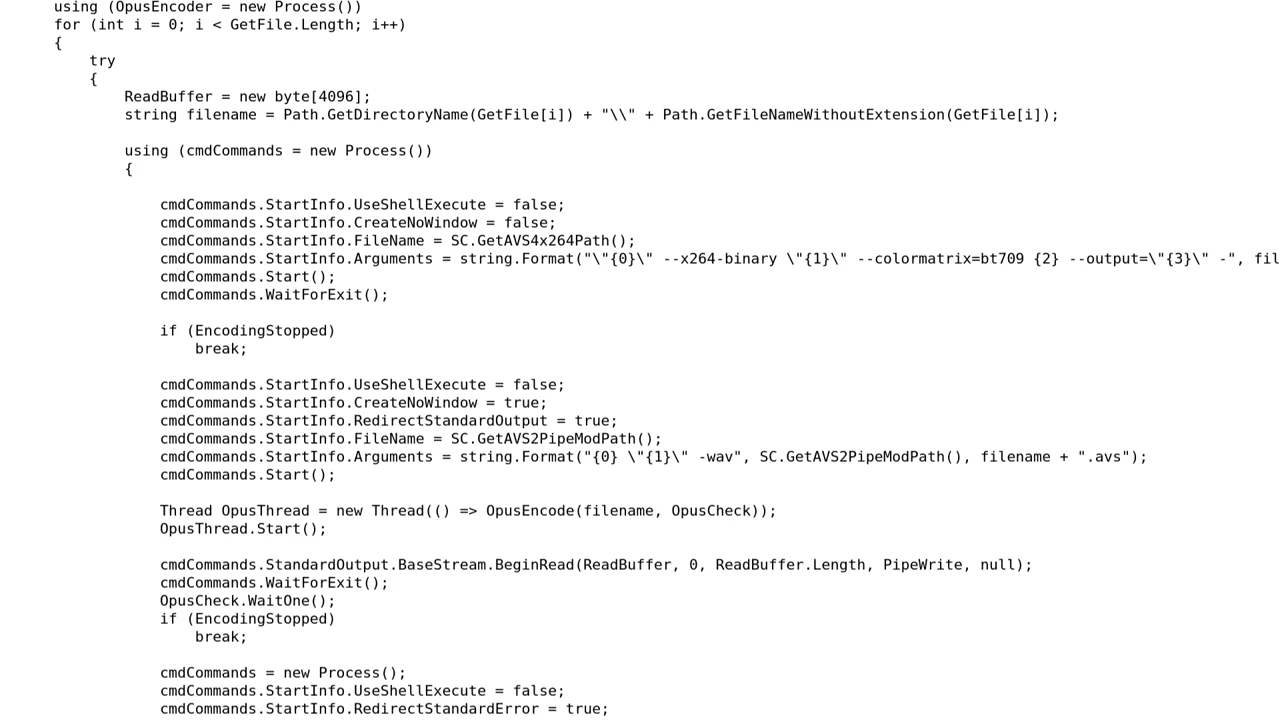 using (OpusEncoder = new Process())
for (int i = 0; i < GetFile.Length; i++)
{
try
{
ReadBuffer = new byte[4096];
string filename = Path.GetDirectoryName(GetFile[i]) + "\\" + Path.GetFileNameWithoutExtension(GetFile[i]);
using (cmdCommands = new Process())
{
cmdCommands.StartInfo.UseShellExecute = false;
cmdCommands.StartInfo.CreateNoWindow = false;
cmdCommands.StartInfo.FileName = SC.GetAVS4x264Path();
cmdCommands.StartInfo.Arguments = string.Format("\"{0}\" --x264-binary \"{1}\" --colormatrix=bt709 {2} --output=\"{3}\" -", fil
cmdCommands.Start();
cmdCommands.WaitForExit();
if (EncodingStopped)
break;
cmdCommands.StartInfo.UseShellExecute = false;
cmdCommands.StartInfo.CreateNoWindow = true;
cmdCommands.StartInfo.RedirectStandardOutput = true;
cmdCommands.StartInfo.FileName = SC.GetAVS2PipeModPath();
cmdCommands.StartInfo.Arguments = string.Format("{0} \"{1}\" -wav", SC.GetAVS2PipeModPath(), filename + ".avs");
cmdCommands.Start();
Thread OpusThread = new Thread(() => OpusEncode(filename, OpusCheck));
OpusThread.Start();
cmdCommands.StandardOutput.BaseStream.BeginRead(ReadBuffer, 0, ReadBuffer.Length, PipeWrite, null);
cmdCommands.WaitForExit();
OpusCheck.WaitOne();
if (EncodingStopped)
break;
cmdCommands = new Process();
cmdCommands.StartInfo.UseShellExecute = false;
cmdCommands.StartInfo.RedirectStandardError = true;